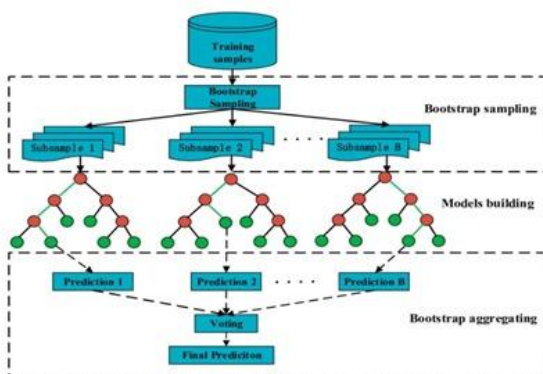 Training
samples
Bootstrap
Sampling
Bootstrap sampling
Subsample 1
Subsample 2
. . . .
Subsample B
Models building
Prediction 1
Prediction 2
. . . .
Prediction B
Bootstrap aggregating
Voting
Final Prediciton